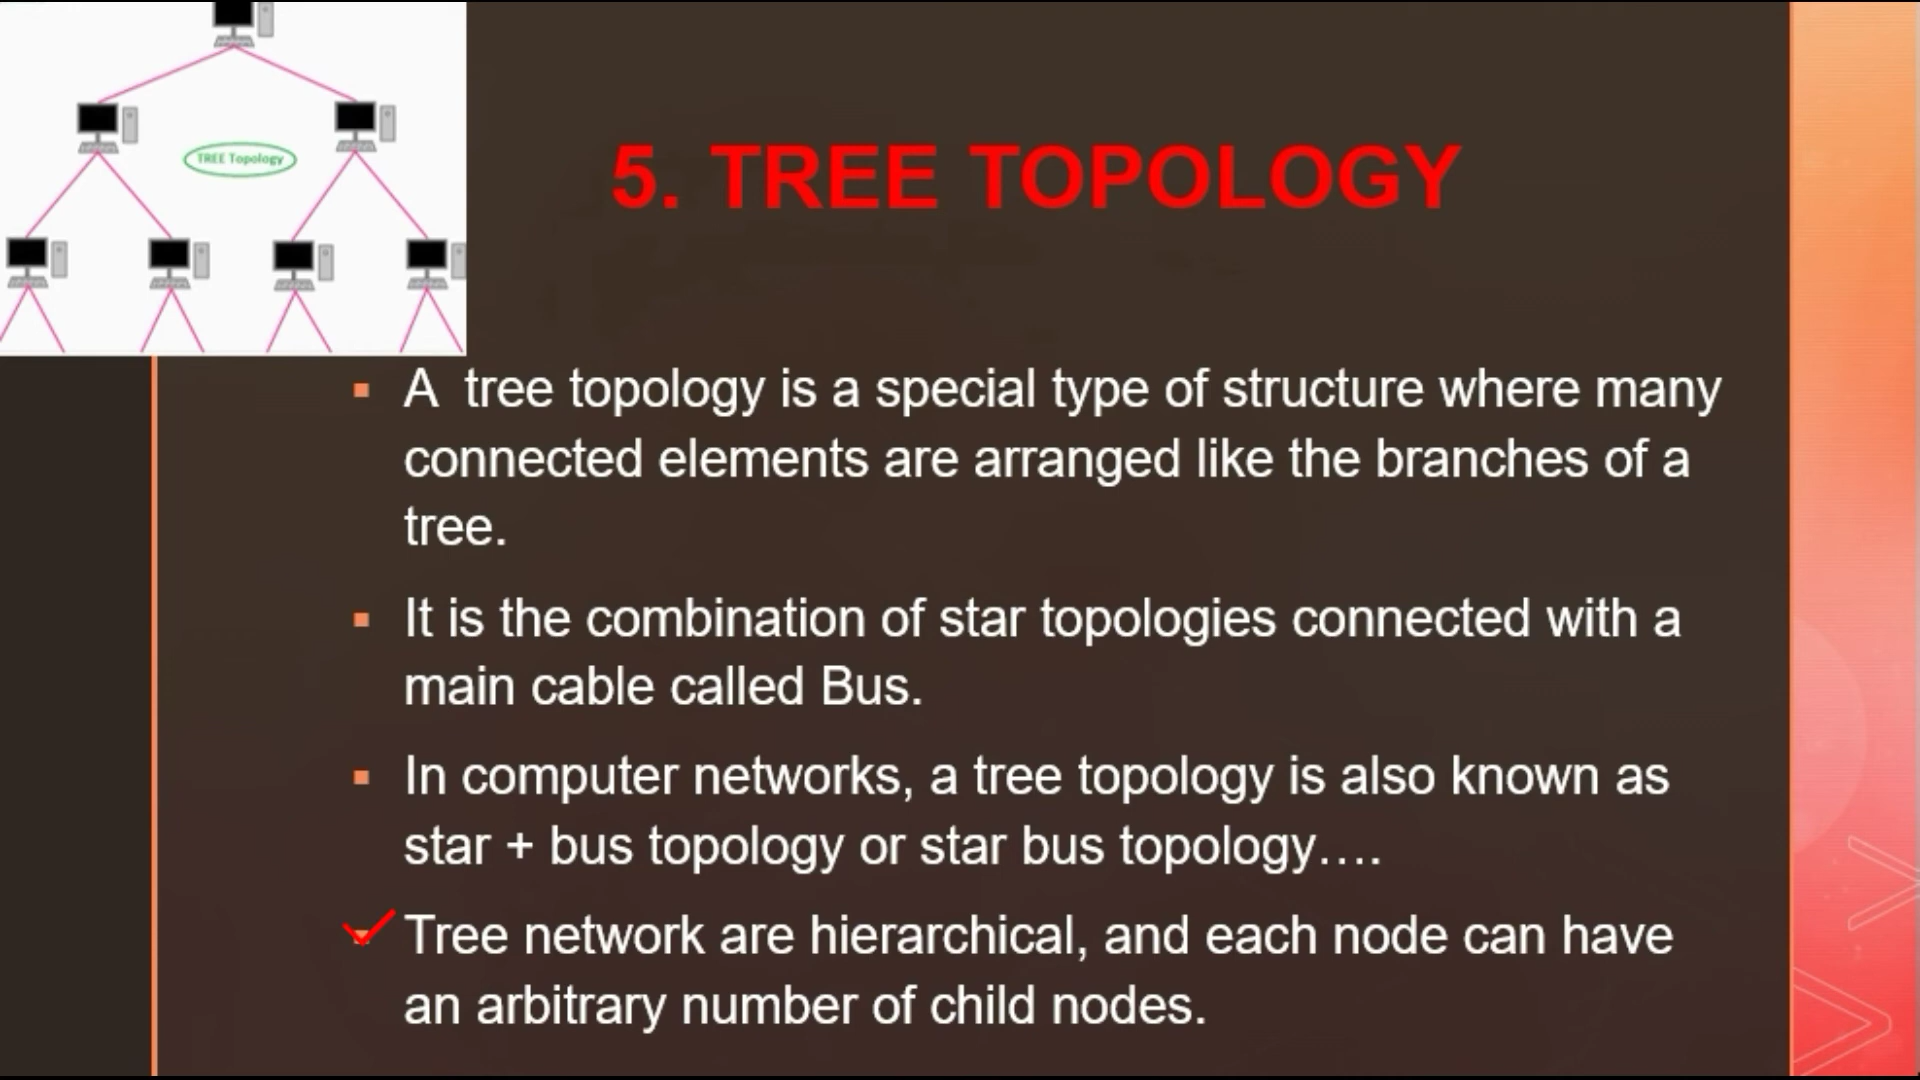 TREE Topology
5. TREE TOPOLOGY
A tree topology is a special type of structure where many
connected elements are arranged like the branches of a
tree.
It is the combination of star topologies connected with a
main cable called Bus.
In computer networks, a tree topology is also known as
star + bus topology or star bus topology….
Tree network are hierarchical, and each node can have
an arbitrary number of child nodes.